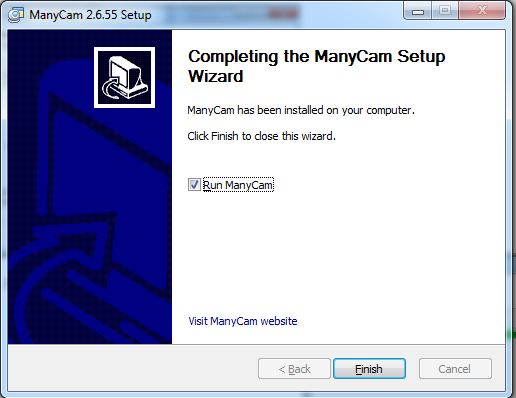 ManyCam 2.6.55 Setup
Completing the ManyCam Setup
Wizard
ManyCam has been installed on your computer.
Click Finish to close this wizard.
Run ManyCam
Visit ManyCam website
< Back
Finish
Cancel